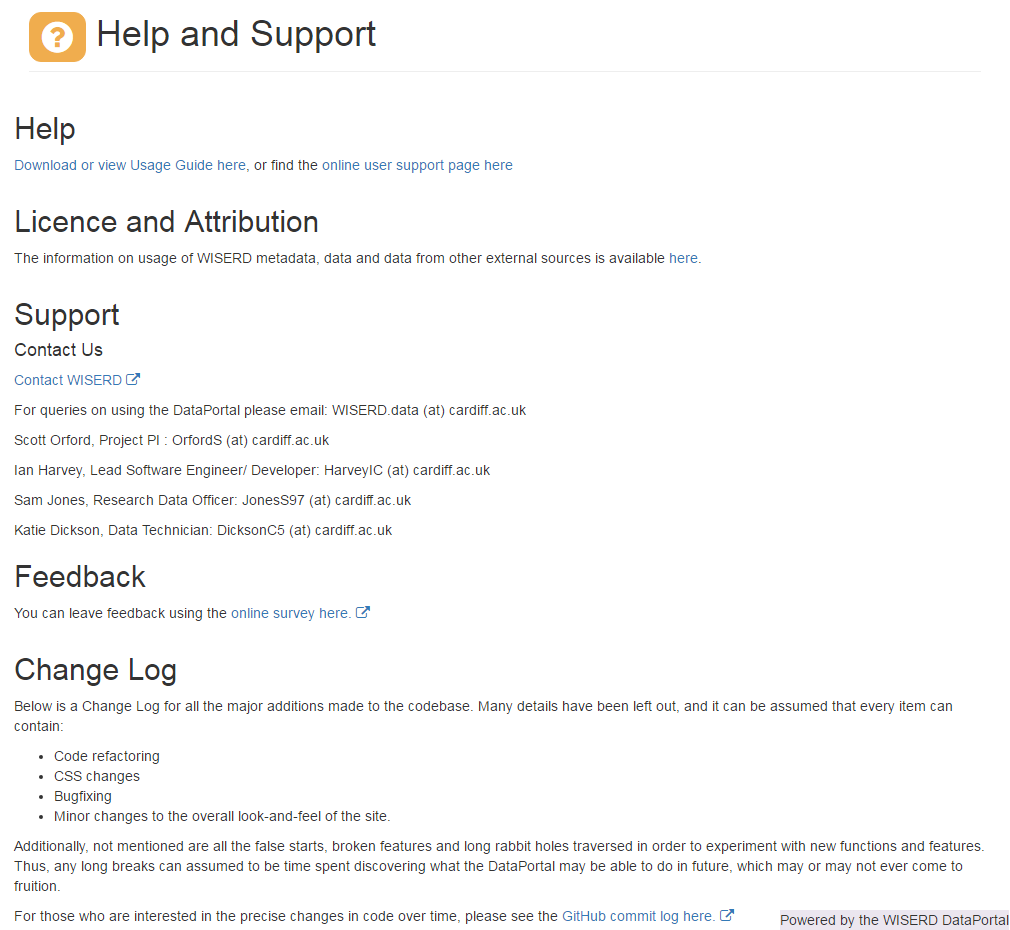 Help and Support
Help
Download or view Usage Guide here, or find the online user support page here
Licence and Attribution
The information on usage of WISERD metadata, data and data from other external sources is available here.
Support
Contact Us
Contact WISERD
For queries on using the DataPortal please email: WISERD.data (at) cardiff.ac.uk
Scott Orford, Project PI : OrfordS (at) cardiff.ac.uk
Ian Harvey, Lead Software Engineer/ Developer: HarveyIC (at) cardiff.ac.uk
Sam Jones, Research Data Officer: JonesS97 (at) cardiff.ac.uk
Katie Dickson, Data Technician: DicksonC5 (at) cardiff.ac.uk
Feedback
You can leave feedback using the online survey here.
Change Log
Below is a Change Log for all the major additions made to the codebase. Many details have been left out, and it can be assumed that every item can
contain:
• Code refactoring
• CSS changes
• Bugfixing
• Minor changes to the overall look-and-feel of the site.
Additionally, not mentioned are all the false starts, broken features and long rabbit holes traversed in order to experiment with new functions and features.
Thus, any long breaks can assumed to be time spent discovering what the DataPortal may be able to do in future, which may or may not ever come to
fruition.
For those who are interested in the precise changes in code over time, please see the GitHub commit log here.
Powered by the WISERD DataPortal